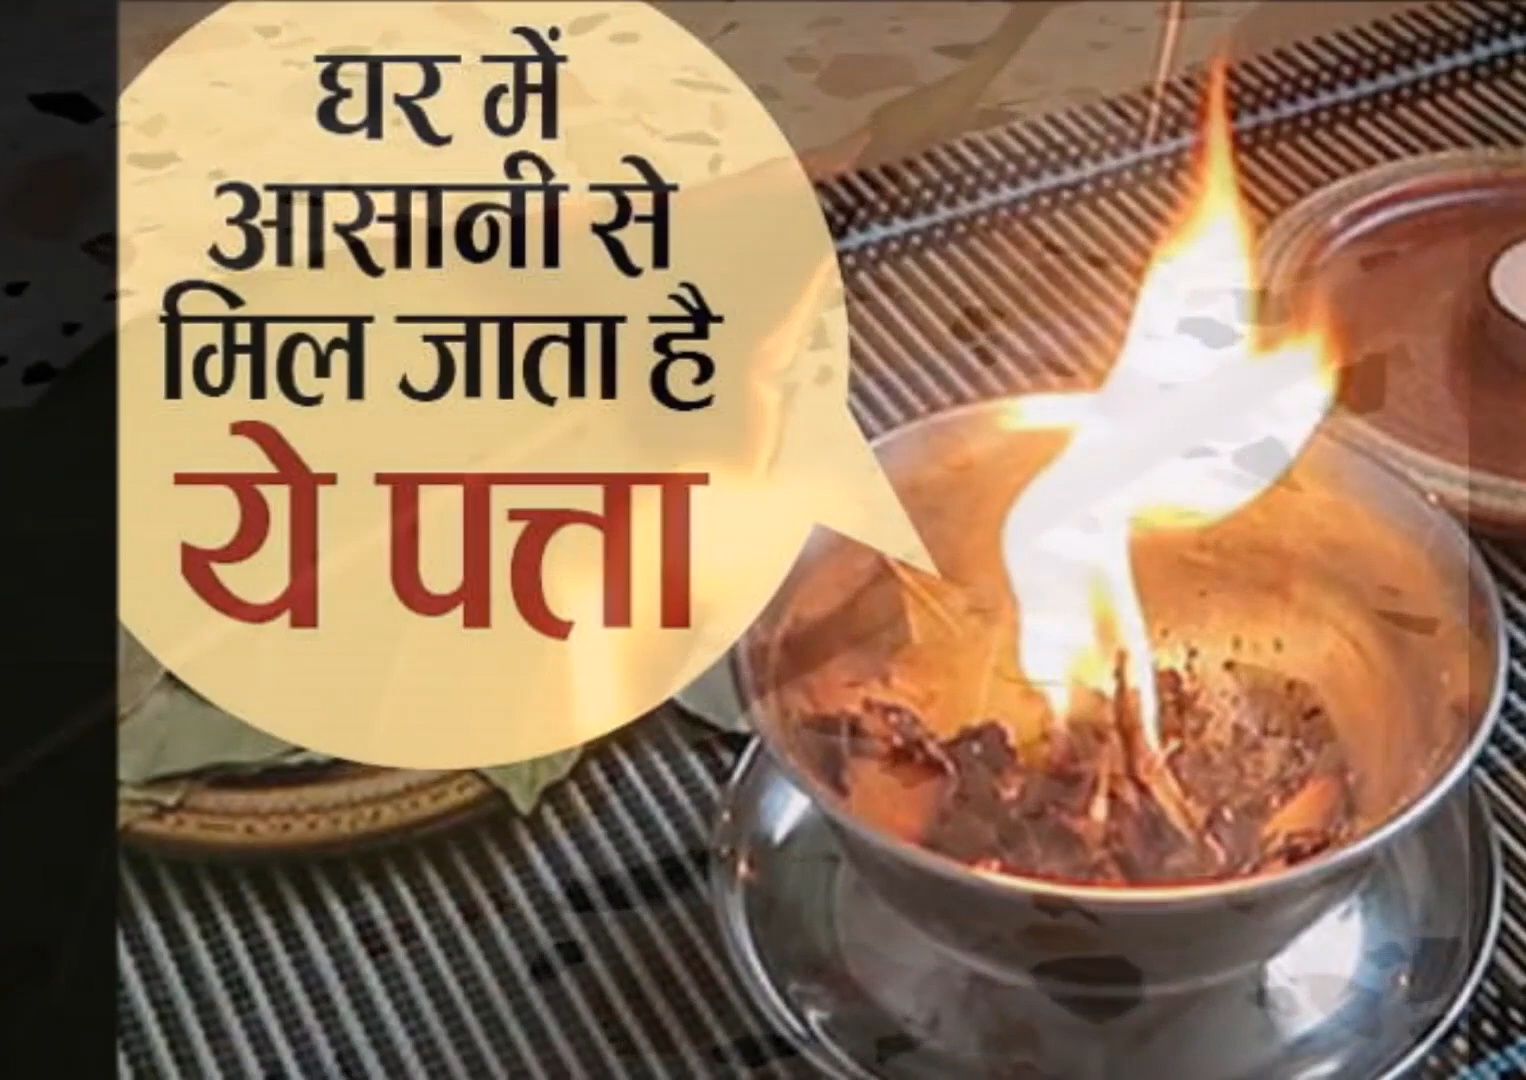 घर में
आसानी से
मिल जाता है
ये पत्ता